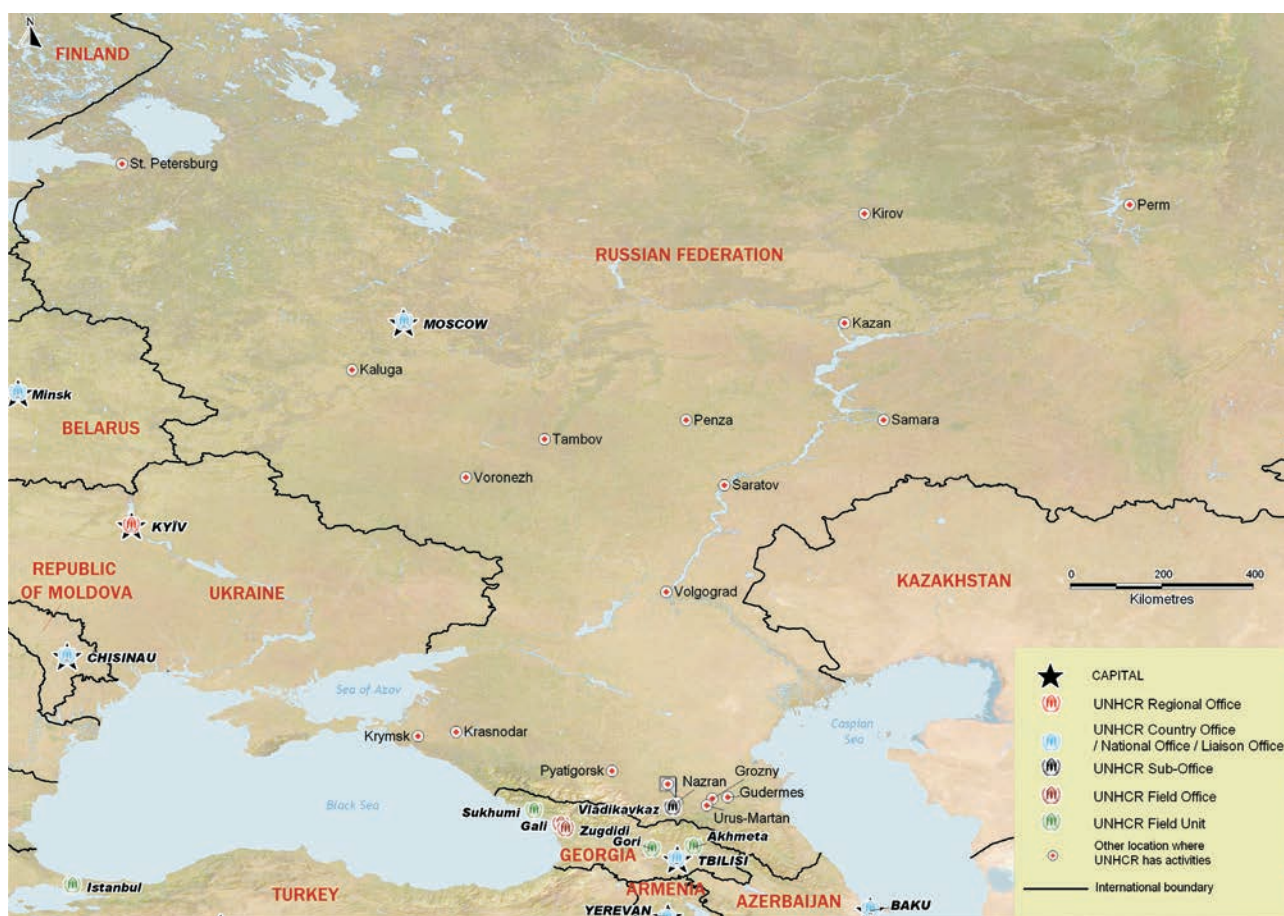 N
FINLAND
St. Petersburg
Kirov
Perm
RUSSIAN FEDERATION
MOSCOW
Kazan
Kaluga
Minsk
BELARUS
Penza
Samara
Tambov
Voronezh
Saratov
KYÏV
REPUBLIC
OF MOLDOVA
UKRAINE
KAZAKHSTAN
0 200 400
Kilometres
Volgograd
CHISINAU
Sea of Azov
Caspian
Sea
Krymsk
Krasnodar
Pyatigorsk
Nazran
Grozny
Gudermes
Black Sea
Sukhumi
Vladikavkaz
Urus-Martan
Gali
Zugdidi
Gori
Akhmeta
GEORGIA
TBILISI
Istanbul
TURKEY
ARMENIA
AZERBAIJAN
YEREVAN
BAKU
CAPITAL
UNHCR Regional Office
UNHCR Country Office
/ National Office / Liaison Office
UNHCR Sub-Office
UNHCR Field Office
UNHCR Field Unit
Other location where
UNHCR has activities
International boundary